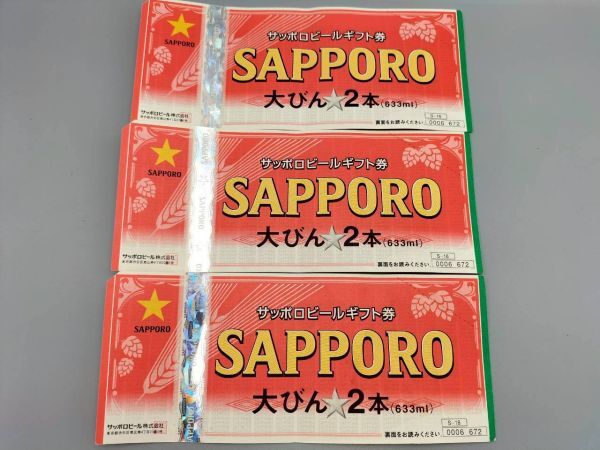 サッポロビールギフト券
SAPPORO
SAPPORO
大びん★2本(633ml)
サッポロビール株式会社
S-16
裏面をお読みください 0006 672
サッポロビールギフト券
SAPPORO
SAPPORO
SAPPORO
大びん★2本(633ml)
サッポロビール株式会社
S-16
裏面をお読みください 0006 672
サッポロビールギフト券
SAPPORO
SAPPORO
大びん★2本(633ml)
サッポロビール株式会社
S-16
裏面をお読みください 0006 672